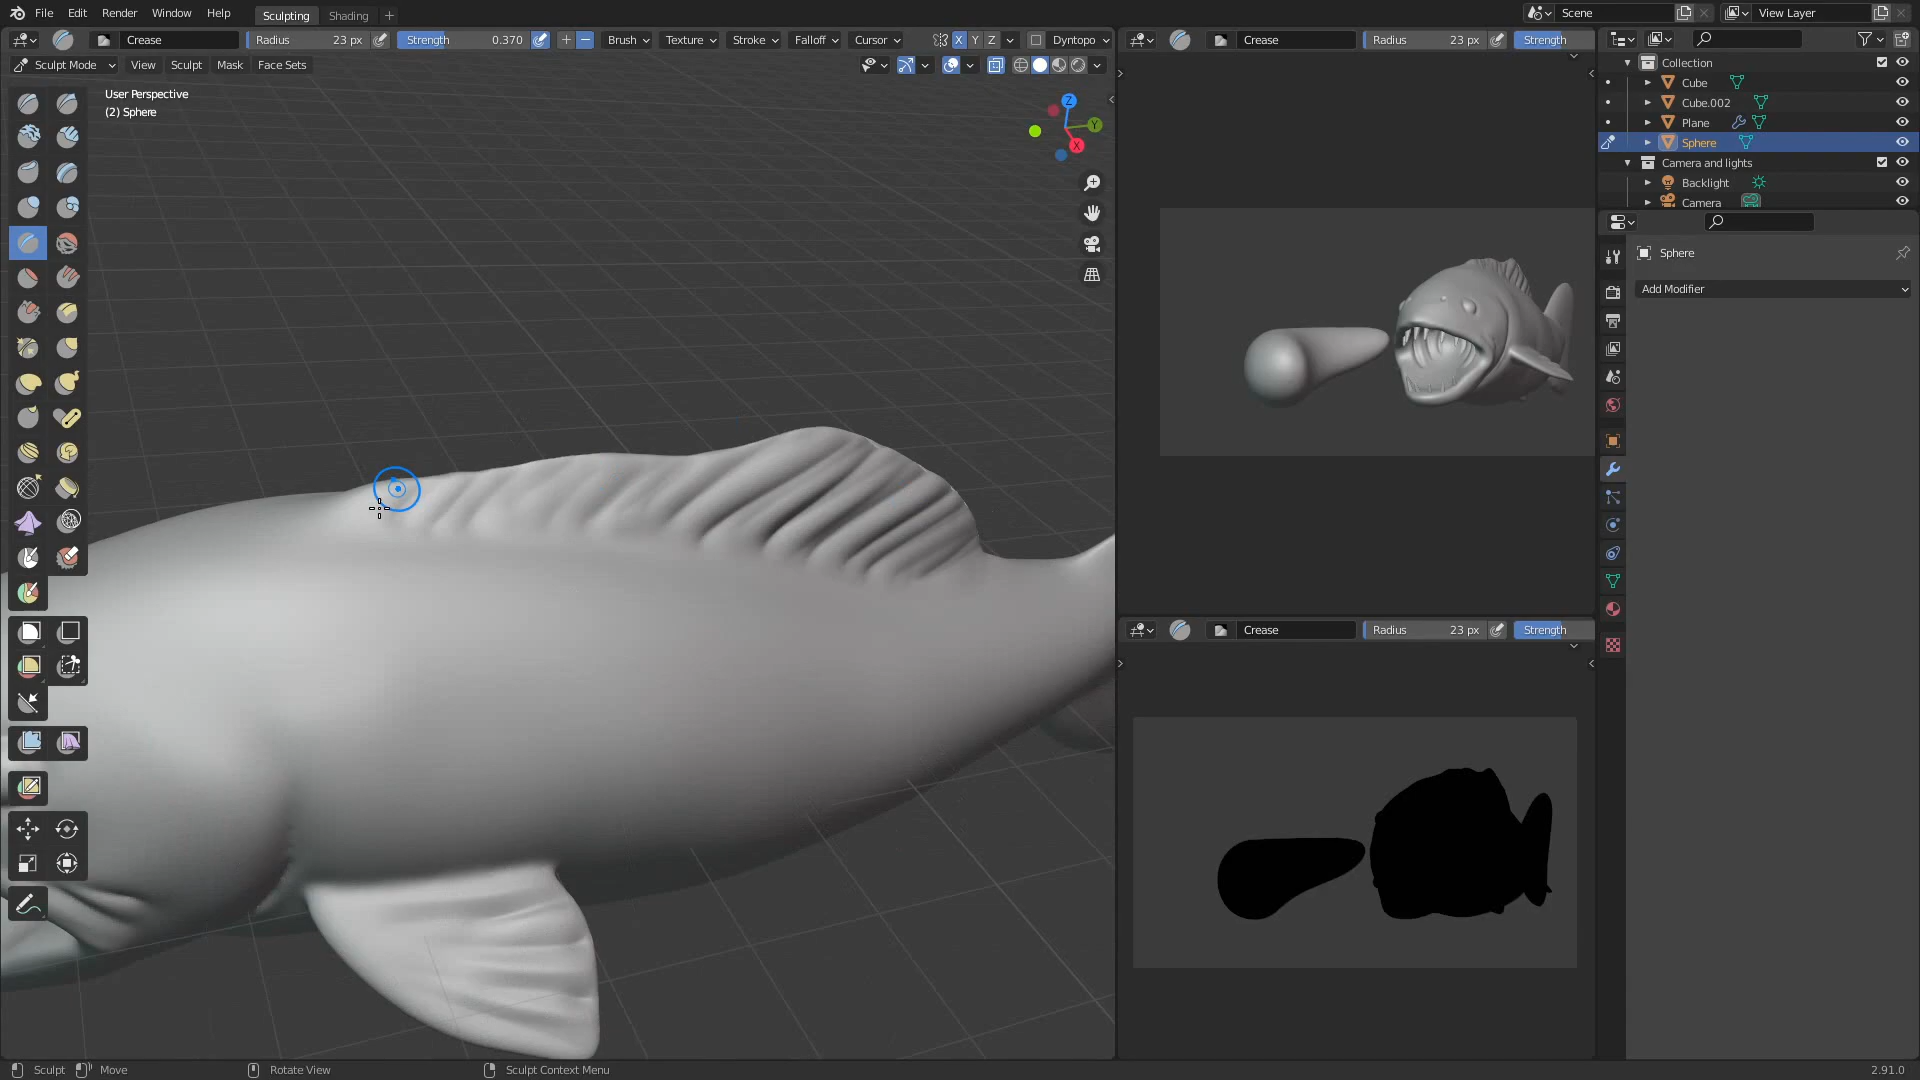 File Edit Render Window Help Sculpting Shading + Scene View Layer
Crease Radius 23 px Strength 0.370 Brush Texture Stroke Falloff Cursor X Y Z Dyntopo
Crease Radius 23 px Strength
Sculpt Mode View Sculpt Mask Face Sets
User Perspective
(2) Sphere
Z
Y
X
Collection
Cube
Cube.002
Plane
Sphere
Camera and lights
Backlight
Camera
Sphere
Add Modifier
Crease Radius 23 px Strength
Sculpt Move Rotate View Sculpt Context Menu 2.91.0